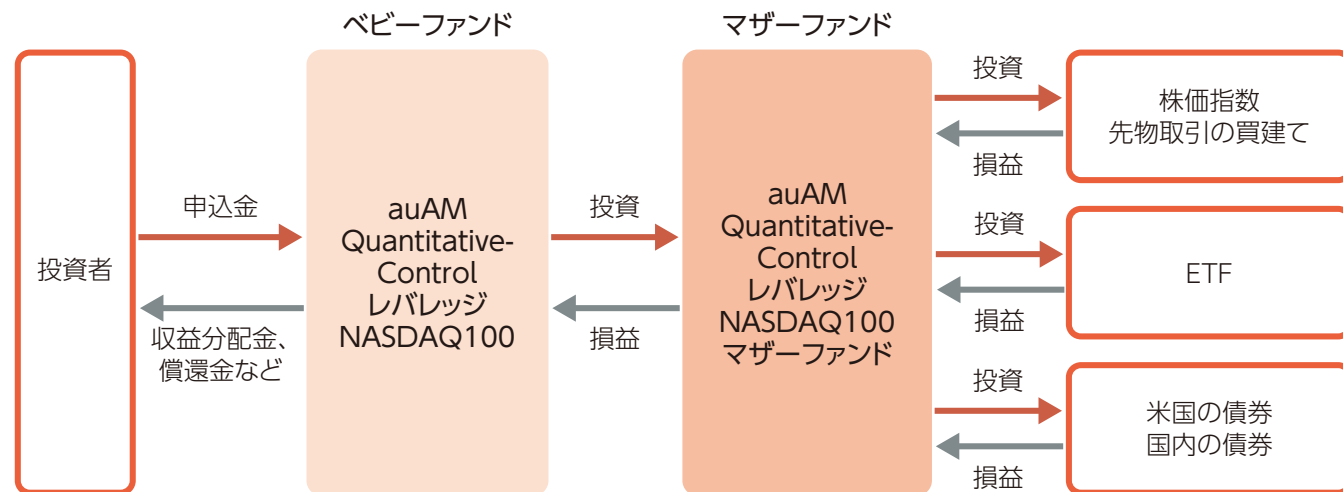 ベビーファンド
マザーファンド
投資者
申込金
収益分配金、
償還金など
auAM
Quantitative-
Control
レバレッジ
NASDAQ100
投資
損益
auAM
Quantitative-
Control
レバレッジ
NASDAQ100
マザーファンド
投資
損益
株価指数
先物取引の買建て
投資
損益
ETF
投資
損益
米国の債券
国内の債券